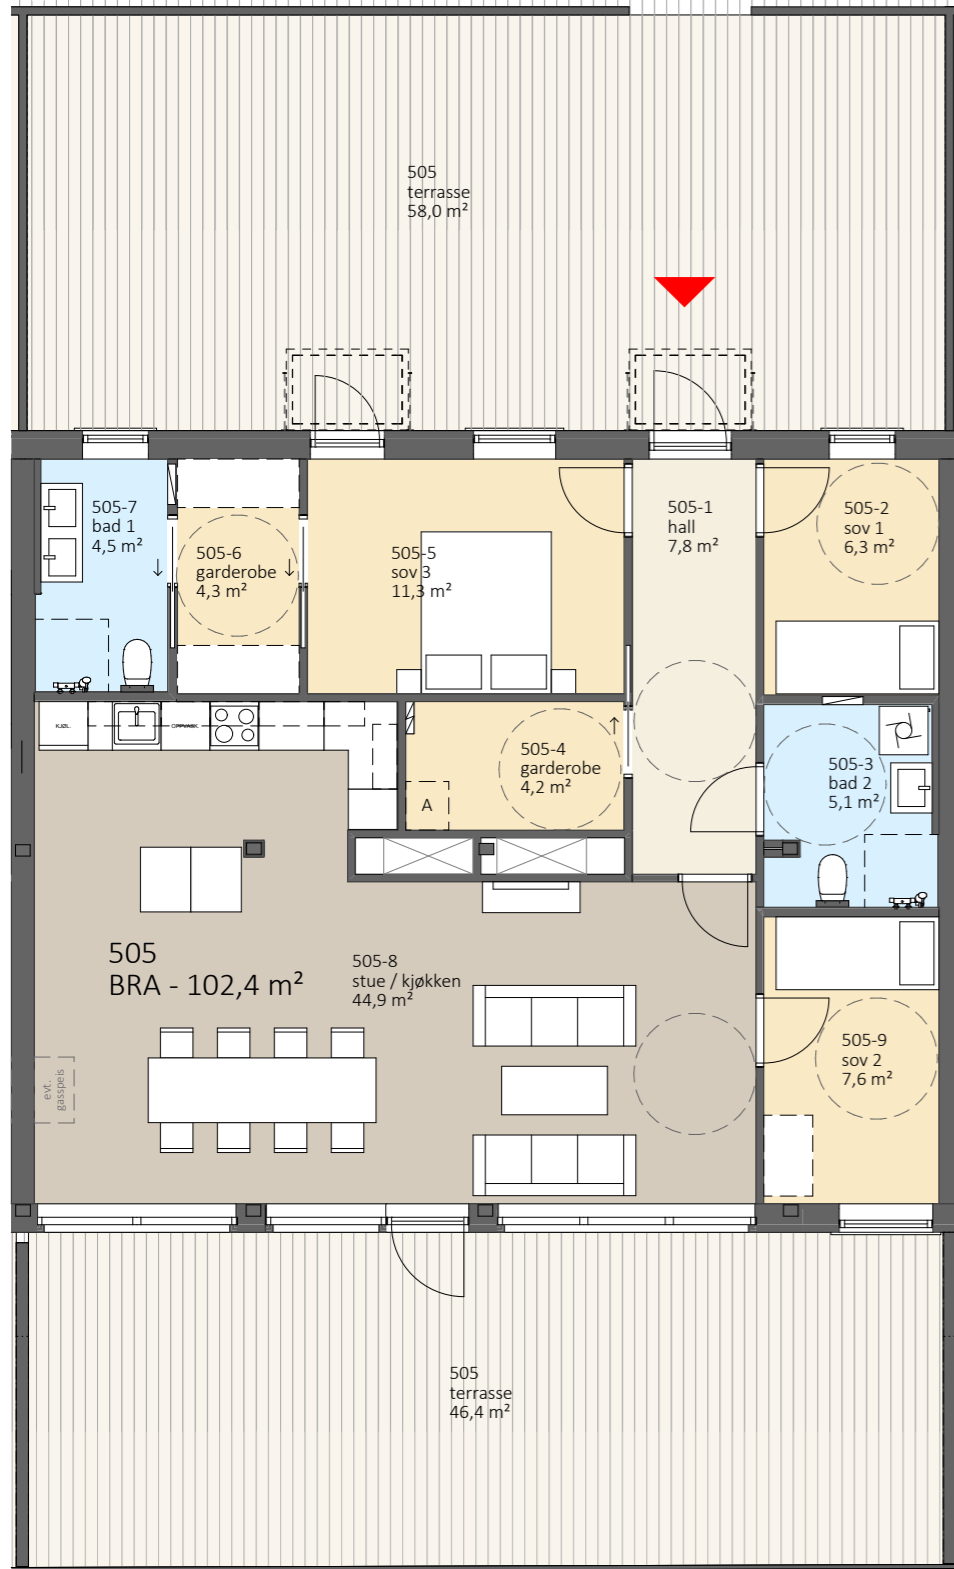 505
terrasse
58,0 m²
505-7
bad 1
4,5 m²
505-6
garderobe
4,3 m²
505-5
sov 3
11,3 m²
505-1
hall
7,8 m²
505-2
sov 1
6,3 m²
KJØL.
OPPVASK.
505-4
garderobe
4,2 m²
A
505-3
bad 2
5,1 m²
505
BRA - 102,4 m²
505-8
stue / kjøkken
44,9 m²
505-9
sov 2
7,6 m²
evt.
gasspeis
505
terrasse
46,4 m²